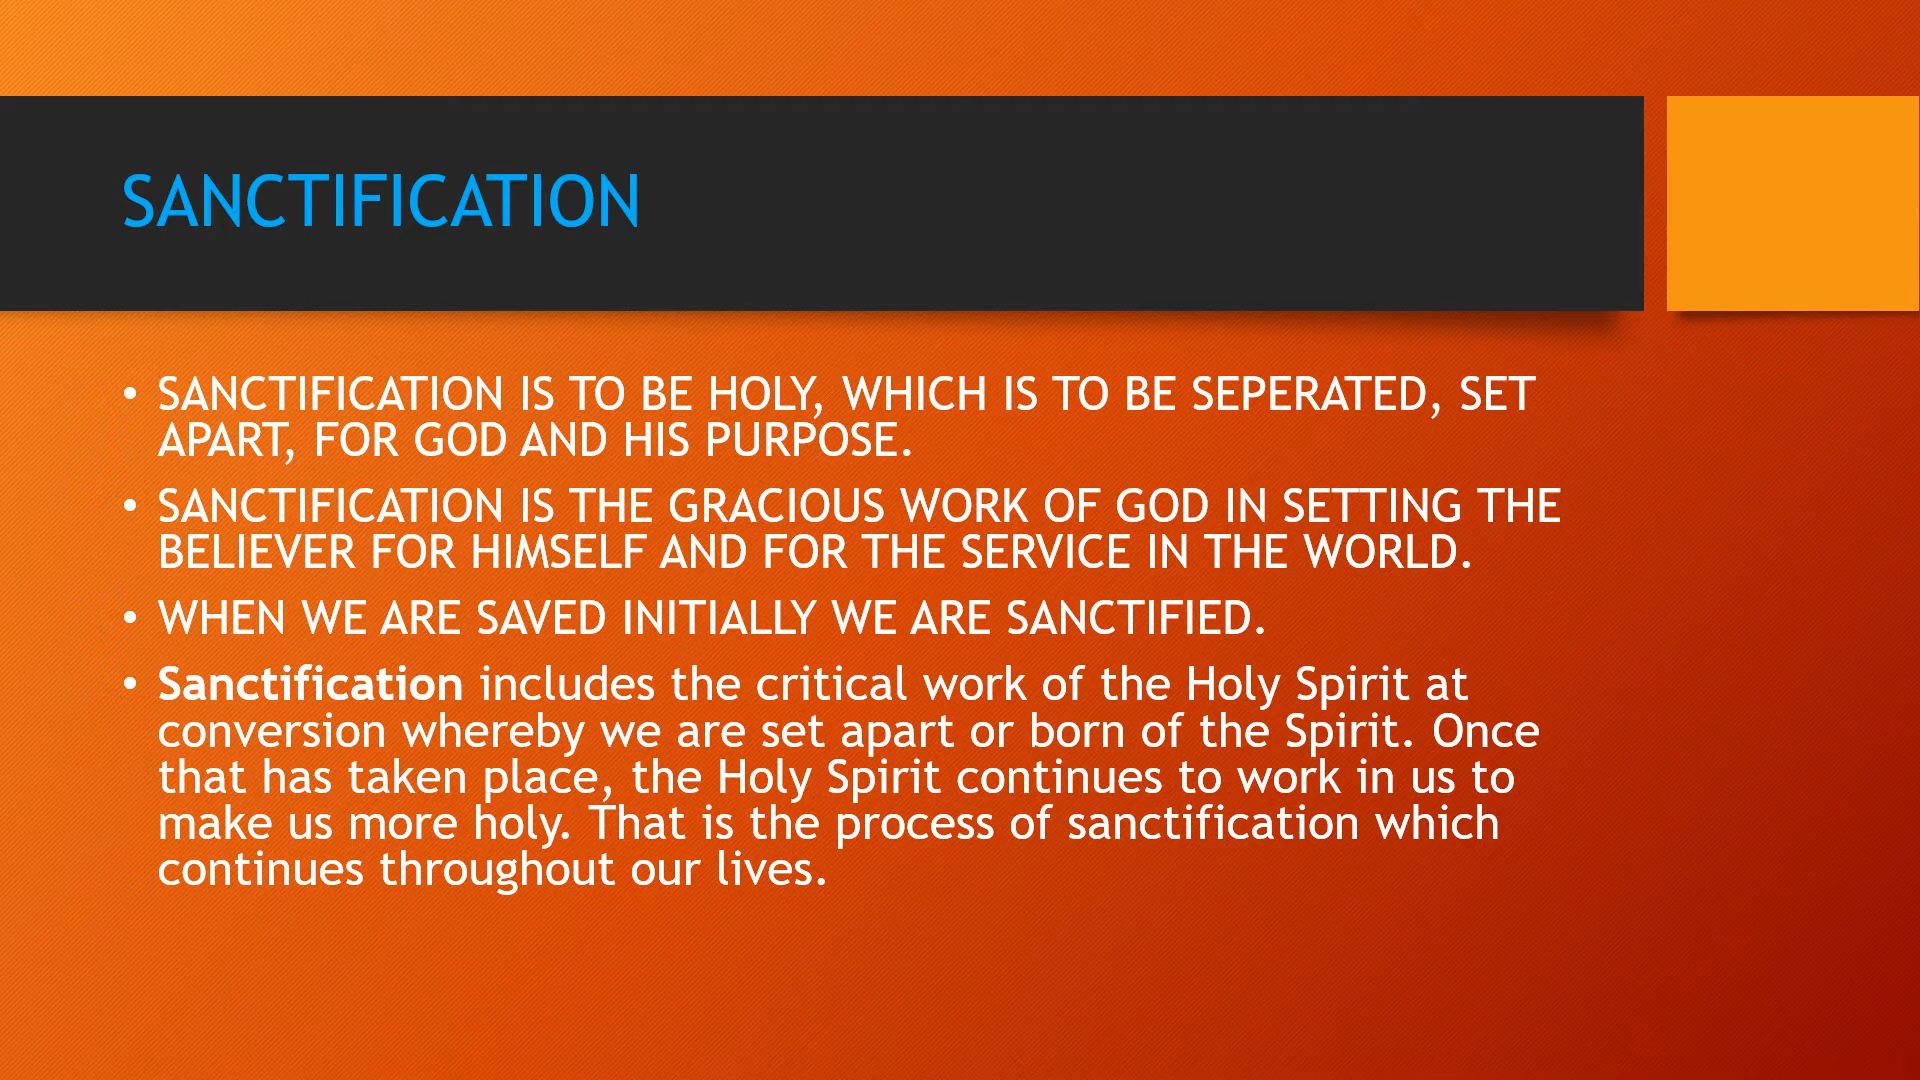 SANCTIFICATION
• SANCTIFICATION IS TO BE HOLY, WHICH IS TO BE SEPERATED, SET
APART, FOR GOD AND HIS PURPOSE.
• SANCTIFICATION IS THE GRACIOUS WORK OF GOD IN SETTING THE
BELIEVER FOR HIMSELF AND FOR THE SERVICE IN THE WORLD.
• WHEN WE ARE SAVED INITIALLY WE ARE SANCTIFIED.
• Sanctification includes the critical work of the Holy Spirit at
conversion whereby we are set apart or born of the Spirit. Once
that has taken place, the Holy Spirit continues to work in us to
make us more holy. That is the process of sanctification which
continues throughout our lives.